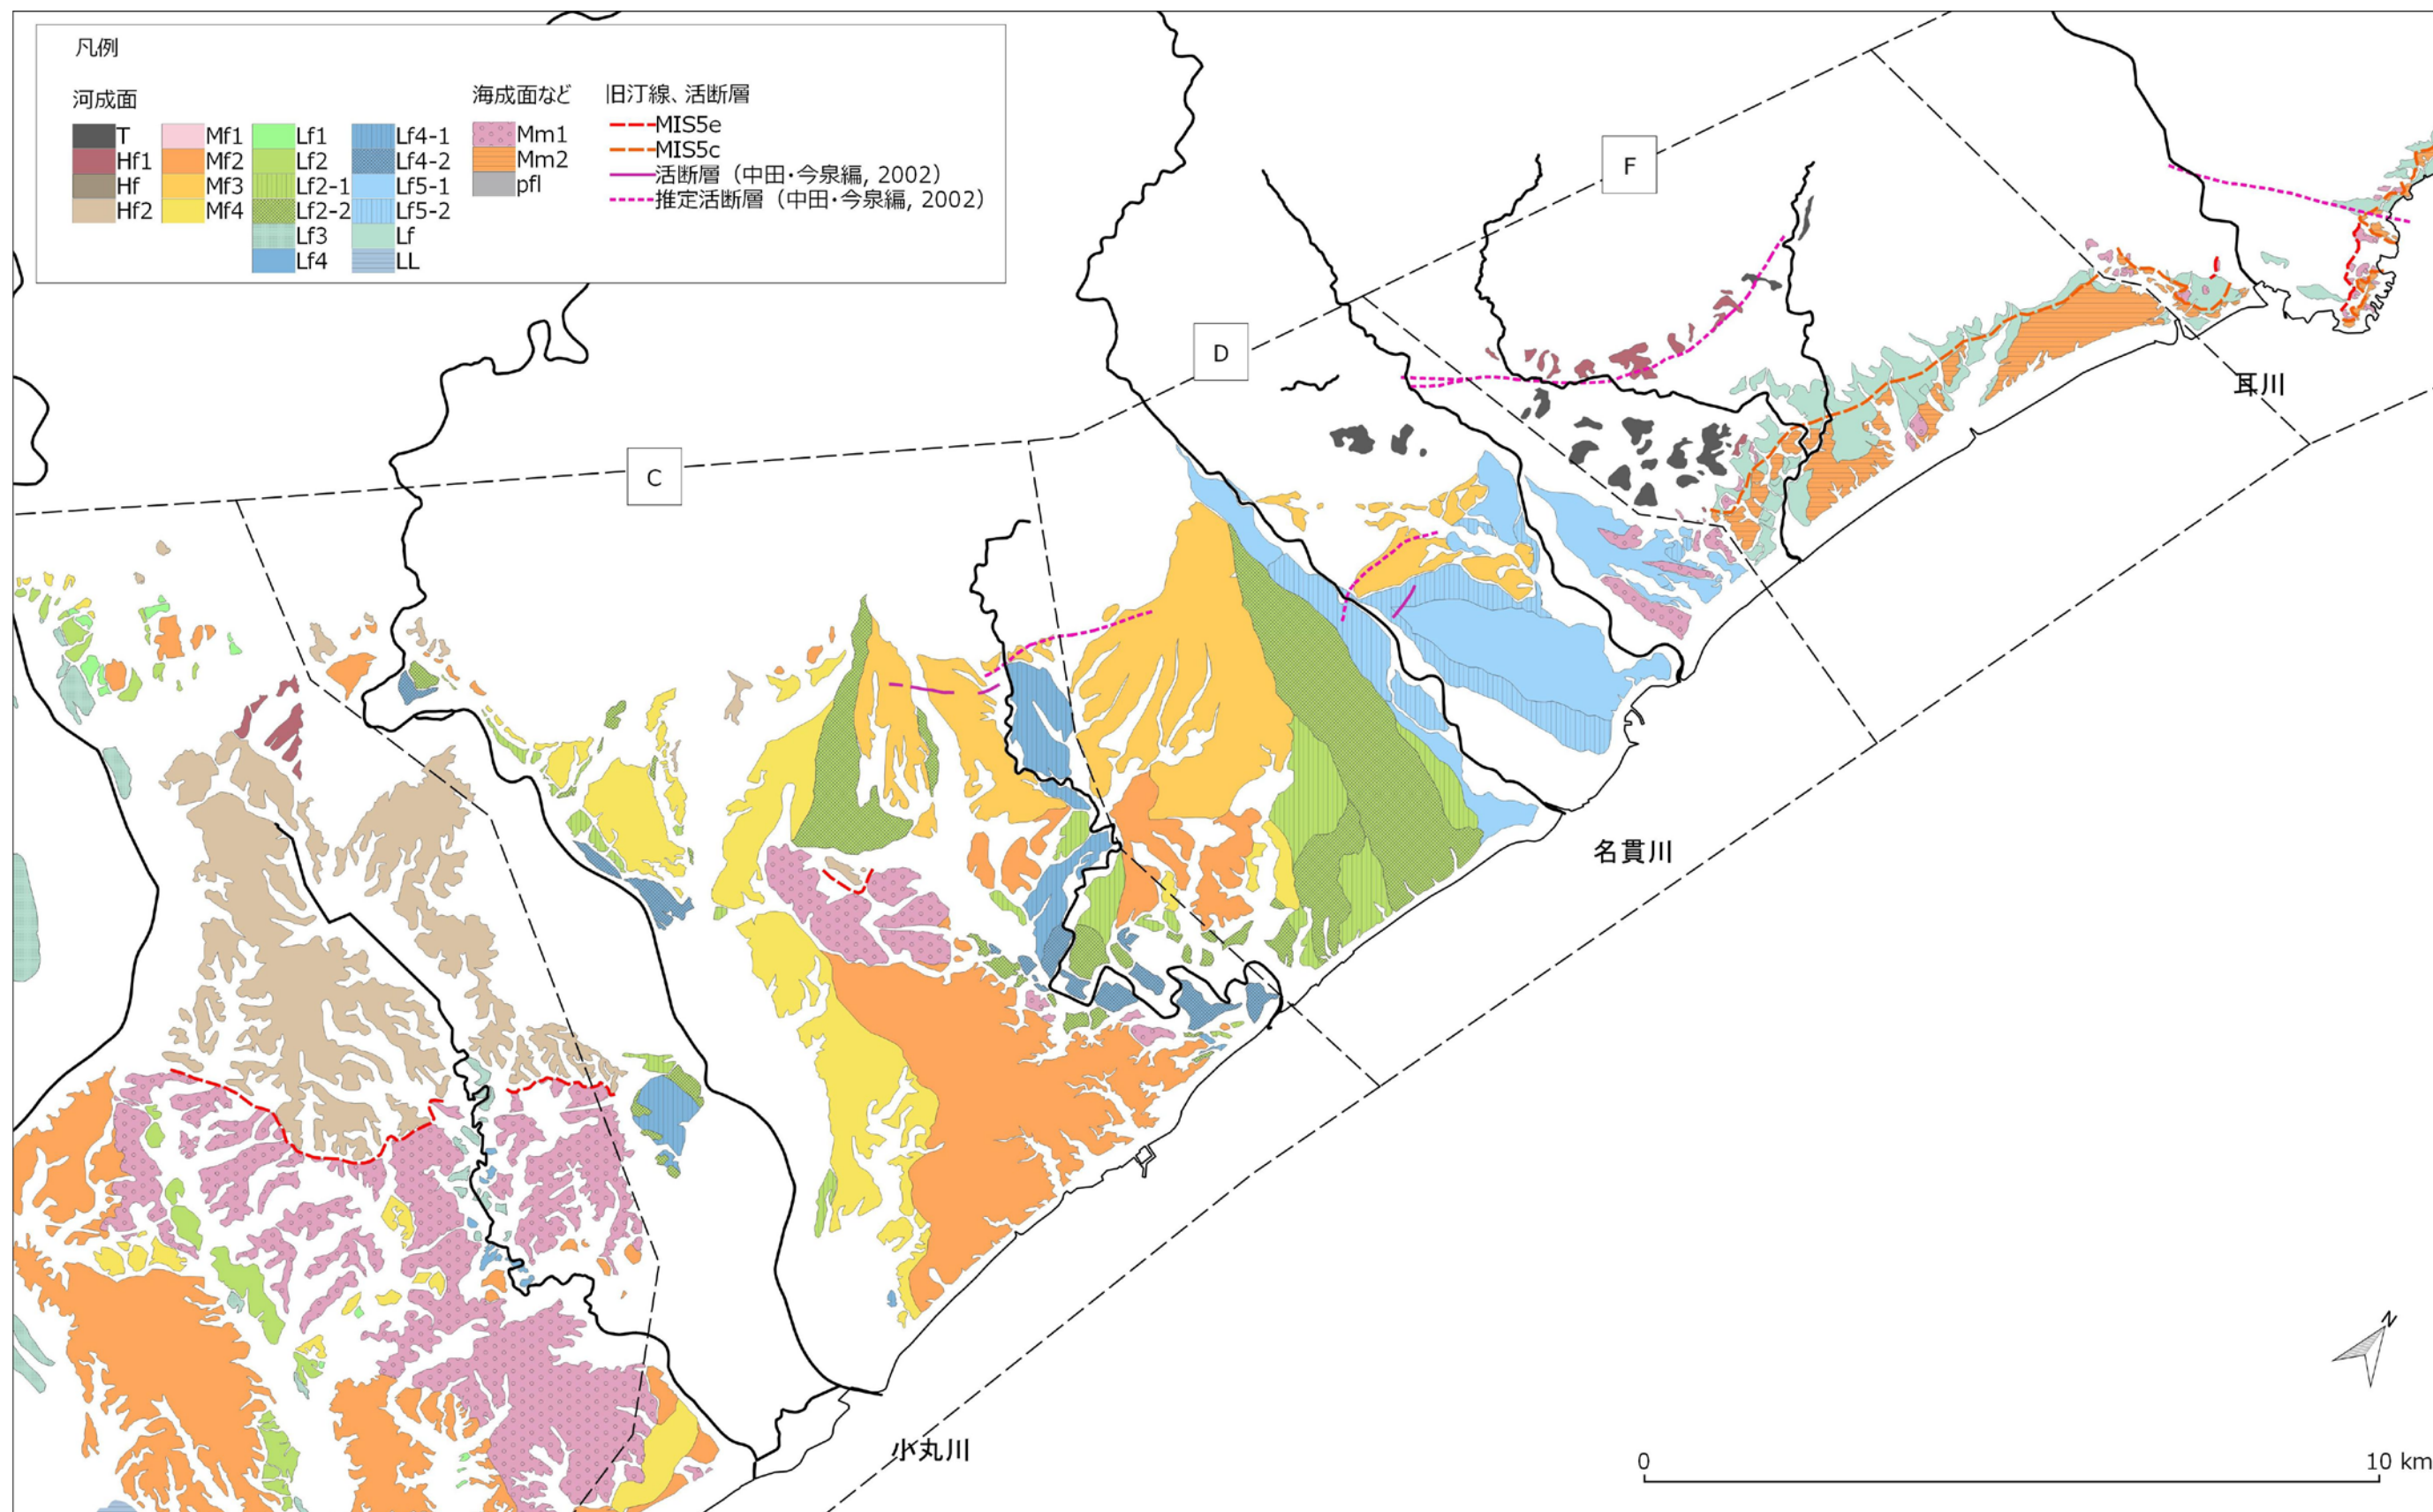 凡例
河成面
T
Hf1
Hf
Hf2
Mf1
Mf2
Mf3
Mf4
Lf1
Lf2
Lf2-1
Lf2-2
Lf3
Lf4
Lf4-1
Lf4-2
Lf5-1
Lf5-2
Lf
LL
海成面など
Mm1
Mm2
pfl
旧汀線、活断層
MIS5e
MIS5c
活断層（中田・今泉編, 2002）
推定活断層（中田・今泉編, 2002）
F
D
C
耳川
名貫川
小丸川
N
0 10 km